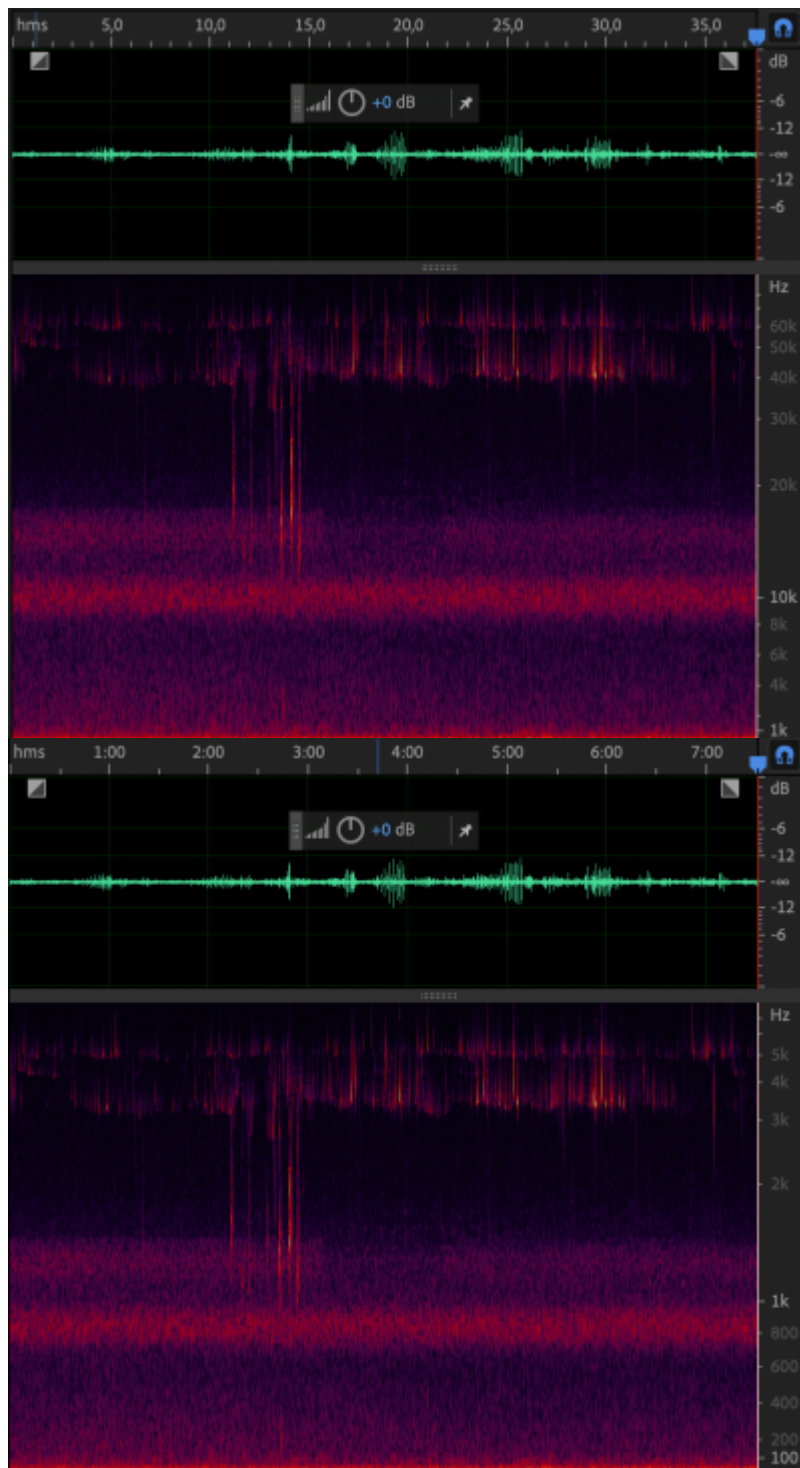 hms 5,0 10,0 15,0 20,0 25,0 30,0 35,0
dB
+0 dB
-6
-12
-∞
-12
-6
Hz
60k
50k
40k
30k
20k
10k
8k
6k
4k
1k
hms 1:00 2:00 3:00 4:00 5:00 6:00 7:00
dB
+0 dB
-6
-12
-∞
-12
-6
Hz
5k
4k
3k
2k
1k
800
600
400
200
100